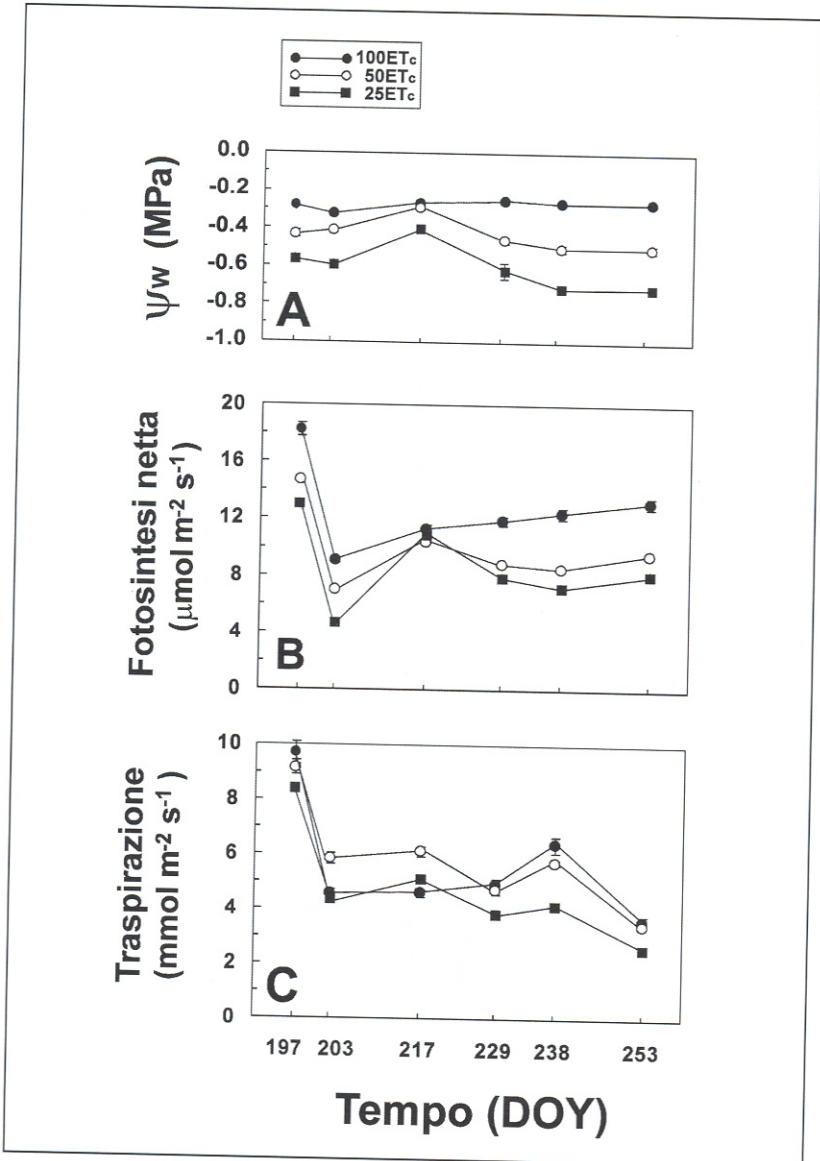 100ETc
50ETc
25ETc
Ψw (MPa)
0.0
-0.2
-0.4
-0.6
-0.8
-1.0
A
Fotosintesi netta
(μmol m-2 s-1)
20
16
12
8
4
0
B
Traspirazione
(mmol m-2 s-1)
10
8
6
4
2
0
C
197 203 217 229 238 253
Tempo (DOY)